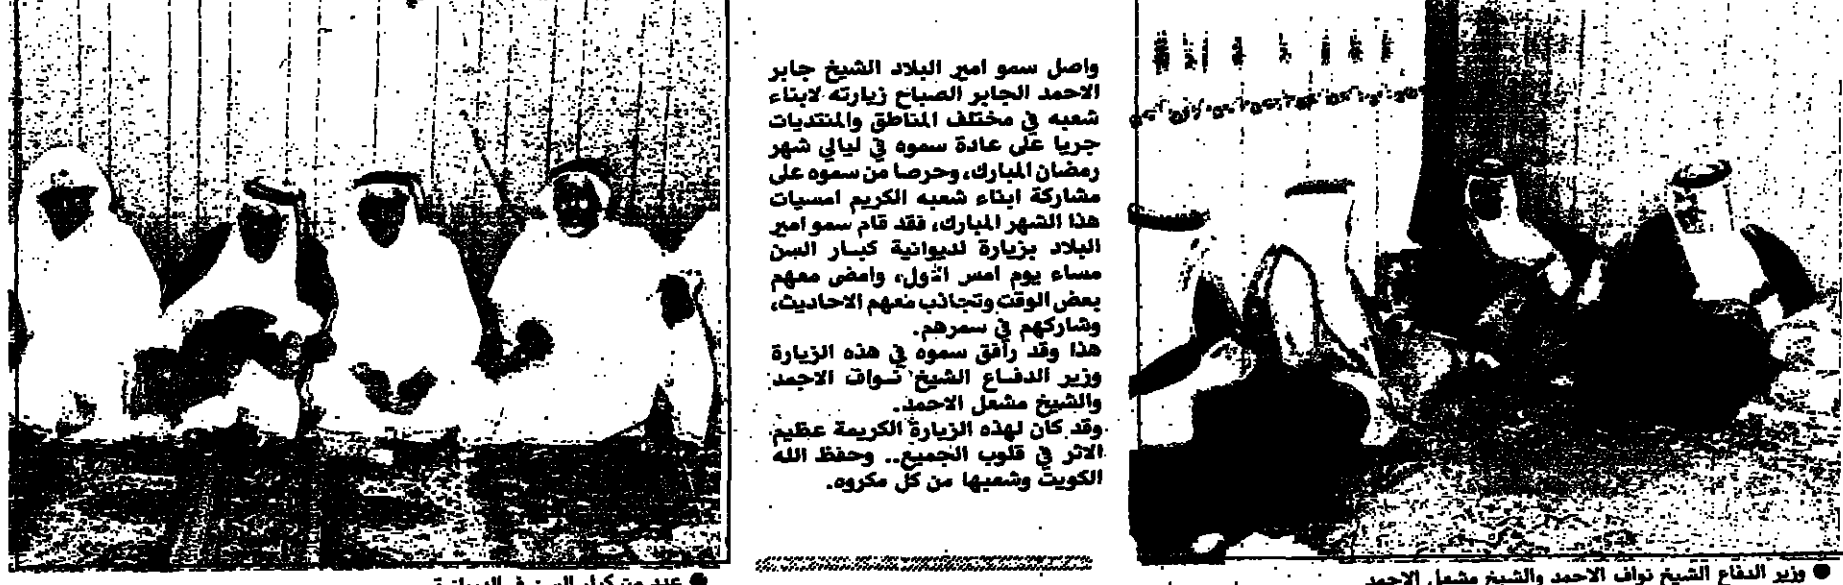 واصل سمو امير البلاد الشيخ جابر
الاحمد الجابر الصباح زيارته لابناء
شعبه في مختلف المناطق والمنتديات
جريا على عادة سموه في ليالي شهر
رمضان المبارك، وحرصا من سموه على
مشاركة ابناء شعبه الكريم امسيات
هذا الشهر المبارك، فقد قام سمو امير
البلاد بزيارة لديوانية كبار السن
مساء يوم امس الاول، وامضى معهم
بعض الوقت وتجاذب معهم الاحاديث،
وشاركهم في سمرهم.
هذا وقد رافق سموه في هذه الزيارة
وزير الدفاع الشيخ نواف الاحمد
والشيخ مشعل الاحمد.
وقد كان لهذه الزيارة الكريمة عظيم
الاثر في قلوب الجميع.. وحفظ الله
الكويت وشعبها من كل مكروه.
● وزير الدفاع الشيخ نواف الاحمد والشيخ مشعل الاحمد
● عدد من كبار السن في الديوانية